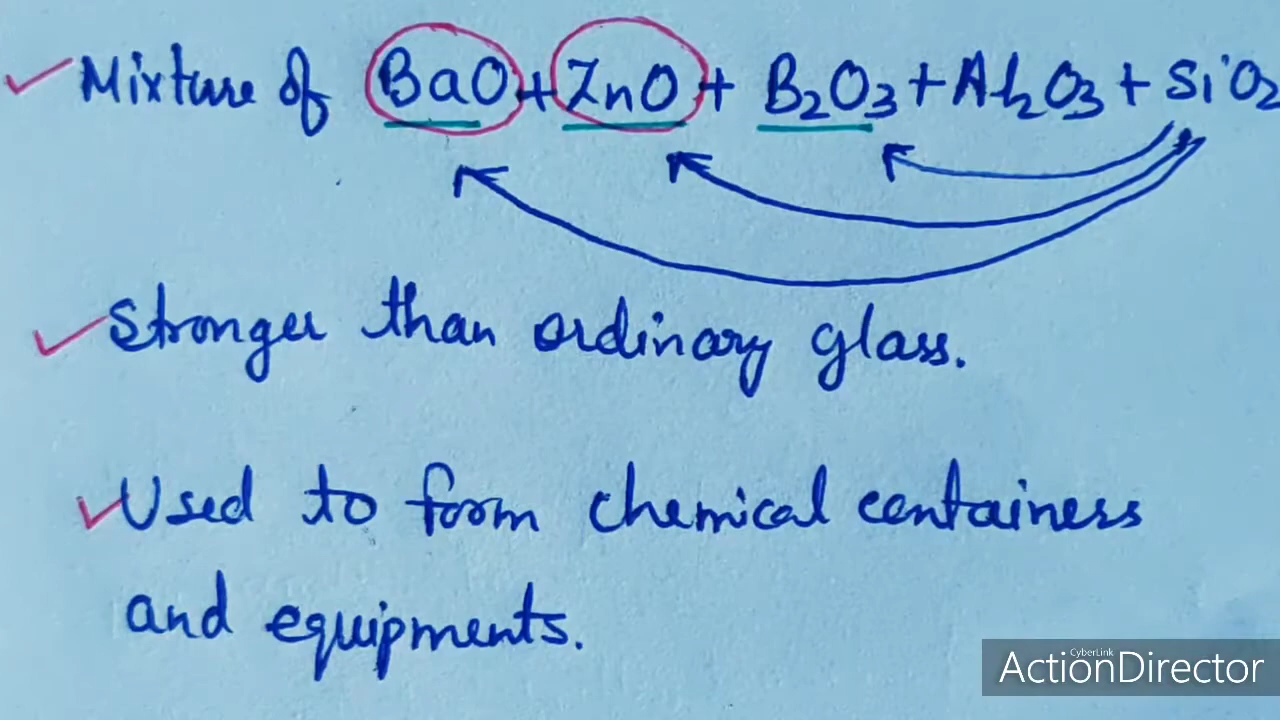 Mixture of BaO + ZnO + B2O3 + Al2O3 + SiO2
Stronger than ordinary glass.
Used to form chemical containers
and equipments.
CyberLink
ActionDirector